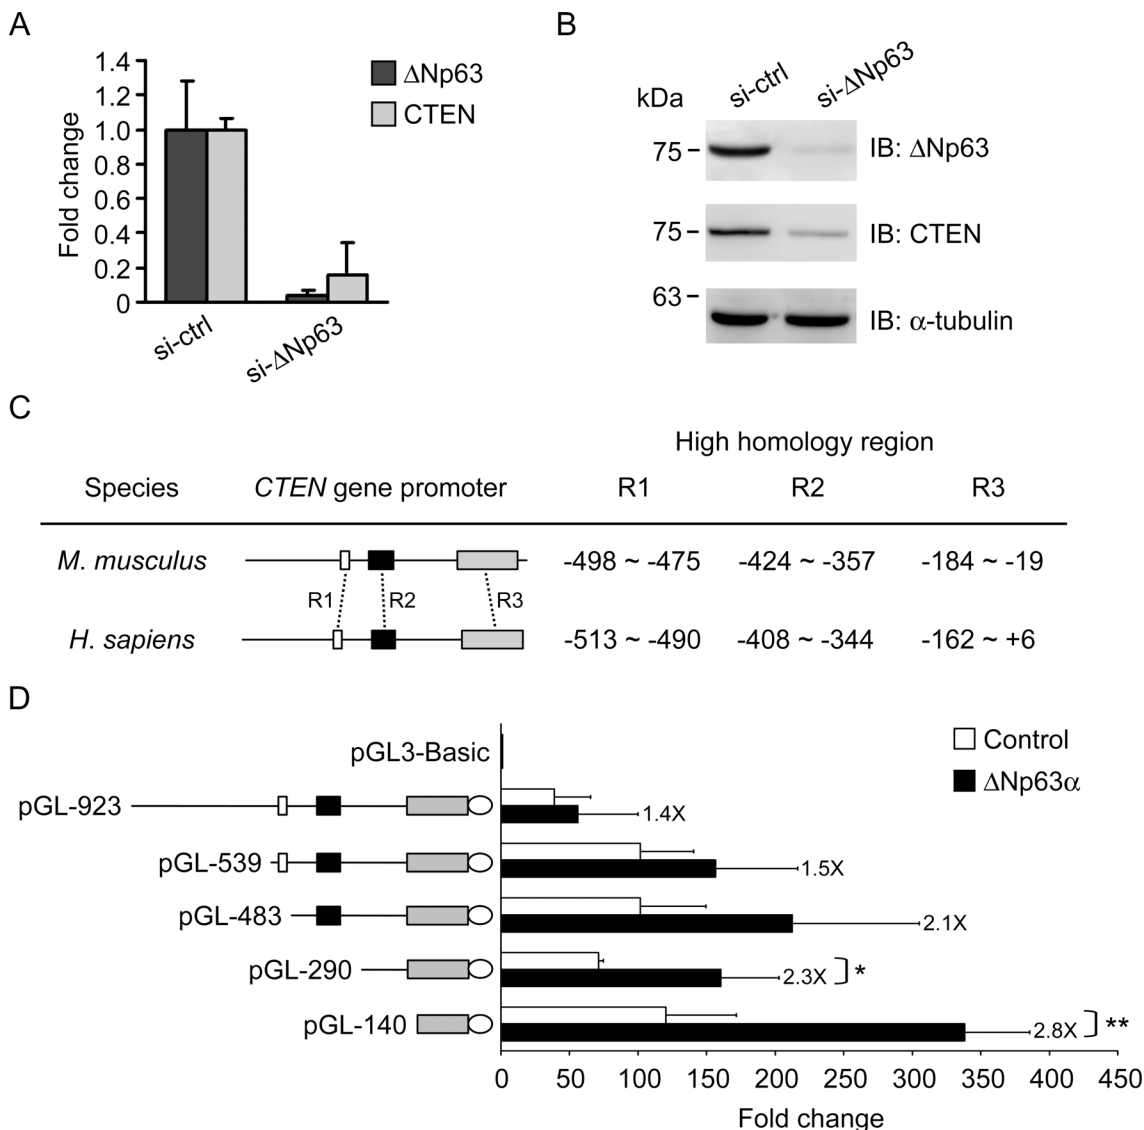 A
1.4
1.2
1.0
0.8
0.6
0.4
0.2
0
Fold change
ΔNp63
CTEN
si-ctrl
si-ΔNp63
B
kDa
si-ctrl
si-ΔNp63
75
IB: ΔNp63
75
IB: CTEN
63
IB: α-tubulin
C
High homology region
Species CTEN gene promoter R1 R2 R3
M. musculus -498 ~ -475 -424 ~ -357 -184 ~ -19
R1 R2 R3
H. sapiens -513 ~ -490 -408 ~ -344 -162 ~ +6
D
Control
ΔNp63α
pGL3-Basic
pGL-923 1.4X
pGL-539 1.5X
pGL-483 2.1X
pGL-290 2.3X *
pGL-140 2.8X **
0 50 100 150 200 250 300 350 400 450
Fold change